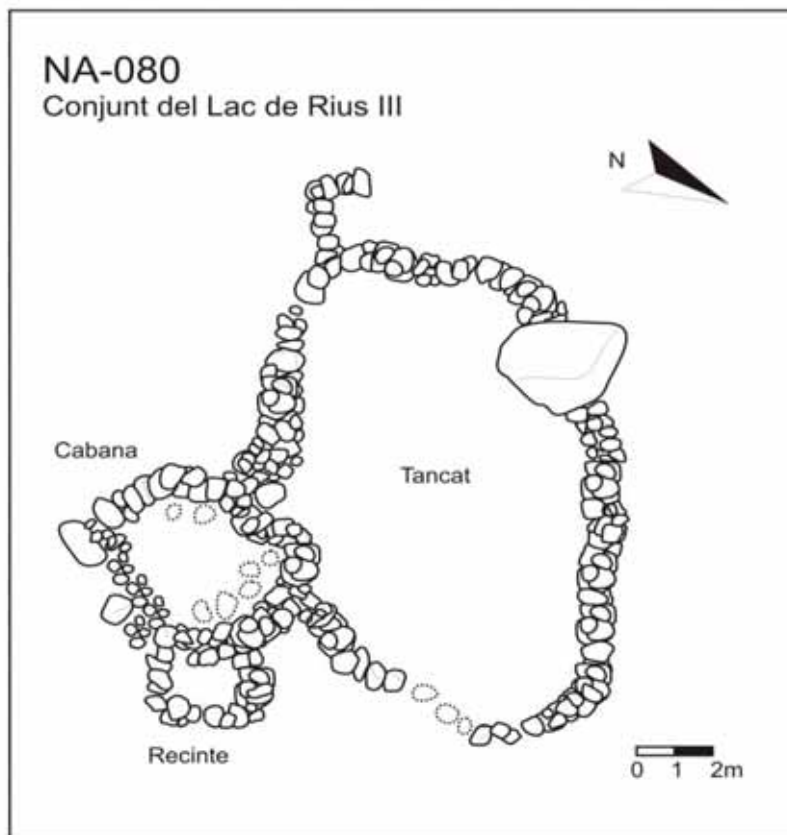 NA-080
Conjunt del Lac de Rius III
N
Cabana
Tancat
Recinte
0 1 2m